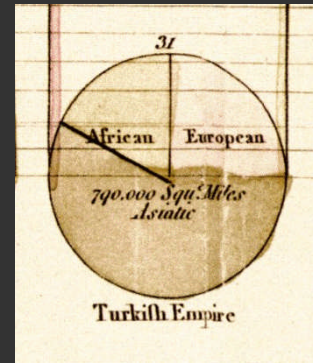 31
African European
790.000 Squ. Miles
Asiatic
Turkish Empire